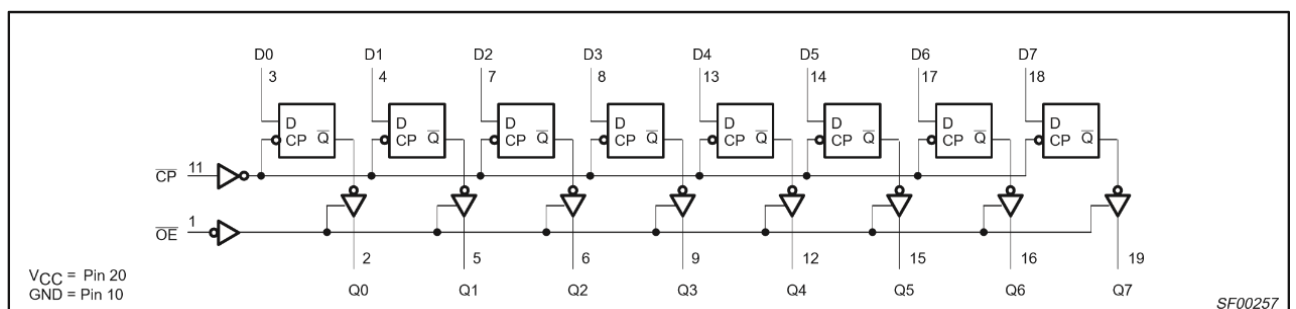 D0 D1 D2 D3 D4 D5 D6 D7
3 4 7 8 13 14 17 18
D D D D D D D D
CP Q̅ CP Q̅ CP Q̅ CP Q̅ CP Q̅ CP Q̅ CP Q̅ CP Q̅
C̅P̅ 11
O̅E̅ 1
2 5 6 9 12 15 16 19
VCC = Pin 20
GND = Pin 10
Q0 Q1 Q2 Q3 Q4 Q5 Q6 Q7
SF00257